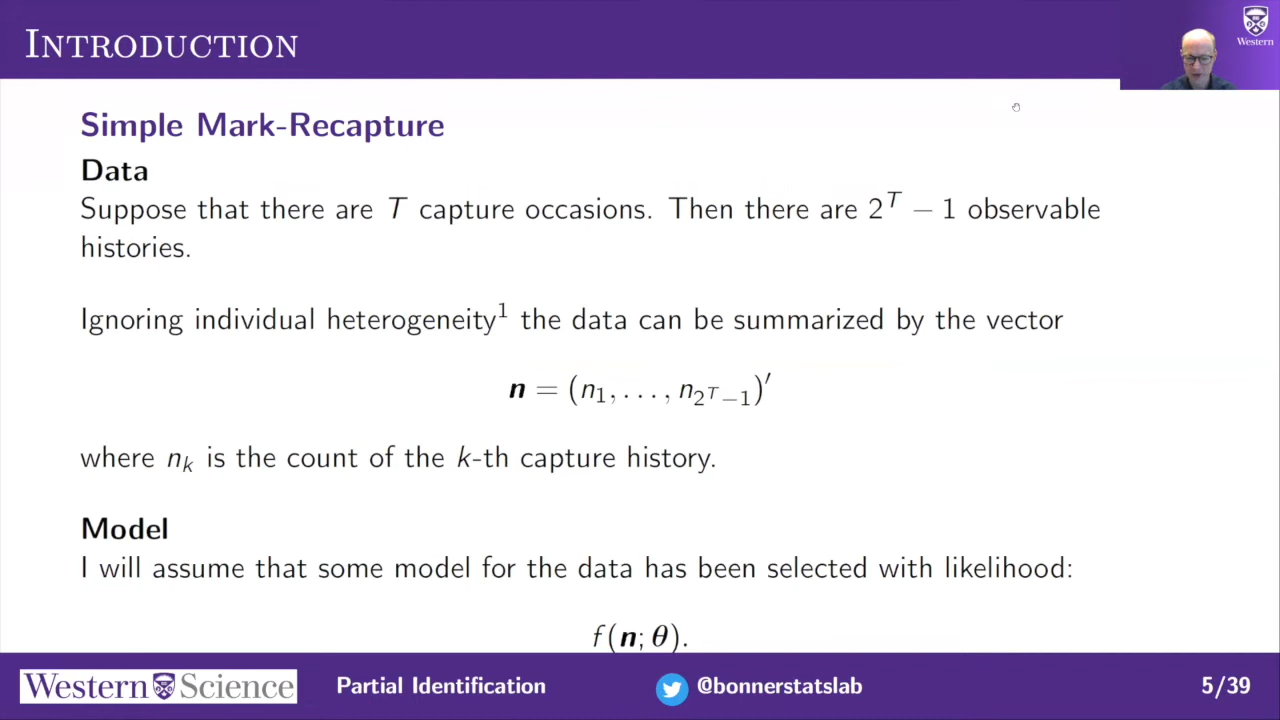 INTRODUCTION
Western
Simple Mark-Recapture
Data
Suppose that there are T capture occasions. Then there are 2^T − 1 observable
histories.
Ignoring individual heterogeneity¹ the data can be summarized by the vector
n = (n_1, . . . , n_{2^T−1})′
where n_k is the count of the k-th capture history.
Model
I will assume that some model for the data has been selected with likelihood:
f(n; θ).
Western Science Partial Identification @bonnerstatslab 5/39